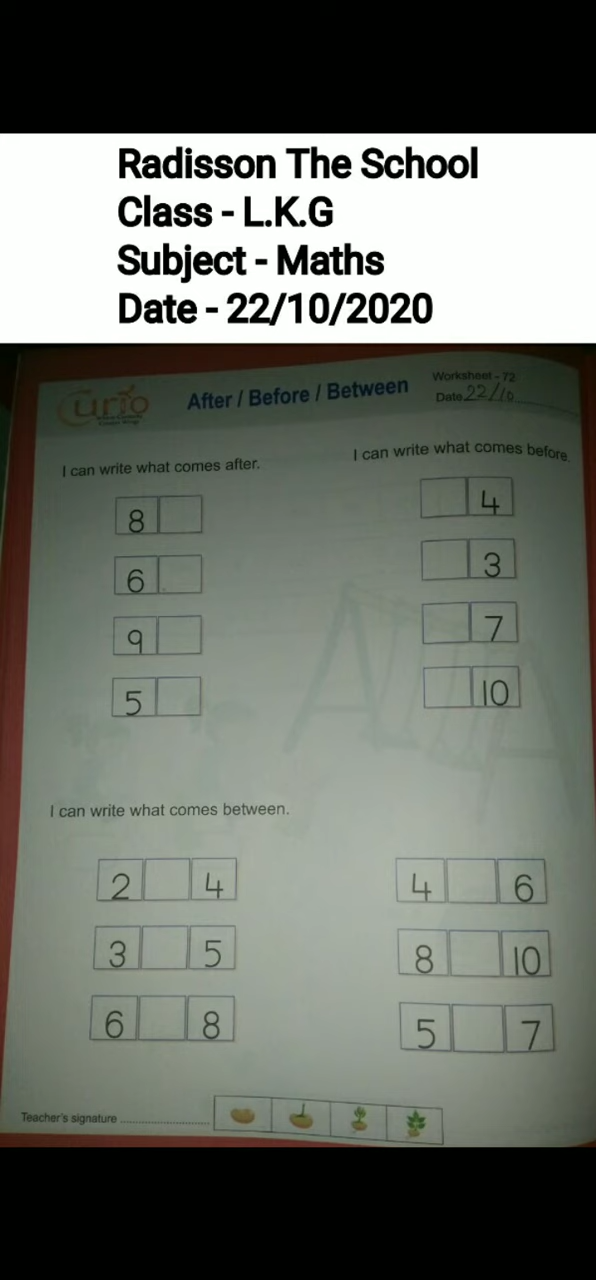 Radisson The School
Class - L.K.G
Subject - Maths
Date - 22/10/2020
urio
After / Before / Between
Worksheet - 72
Date 22/10
I can write what comes after.
8
6
9
5
I can write what comes before.
4
3
7
10
I can write what comes between.
2 4
3 5
6 8
4 6
8 10
5 7
Teacher's signature